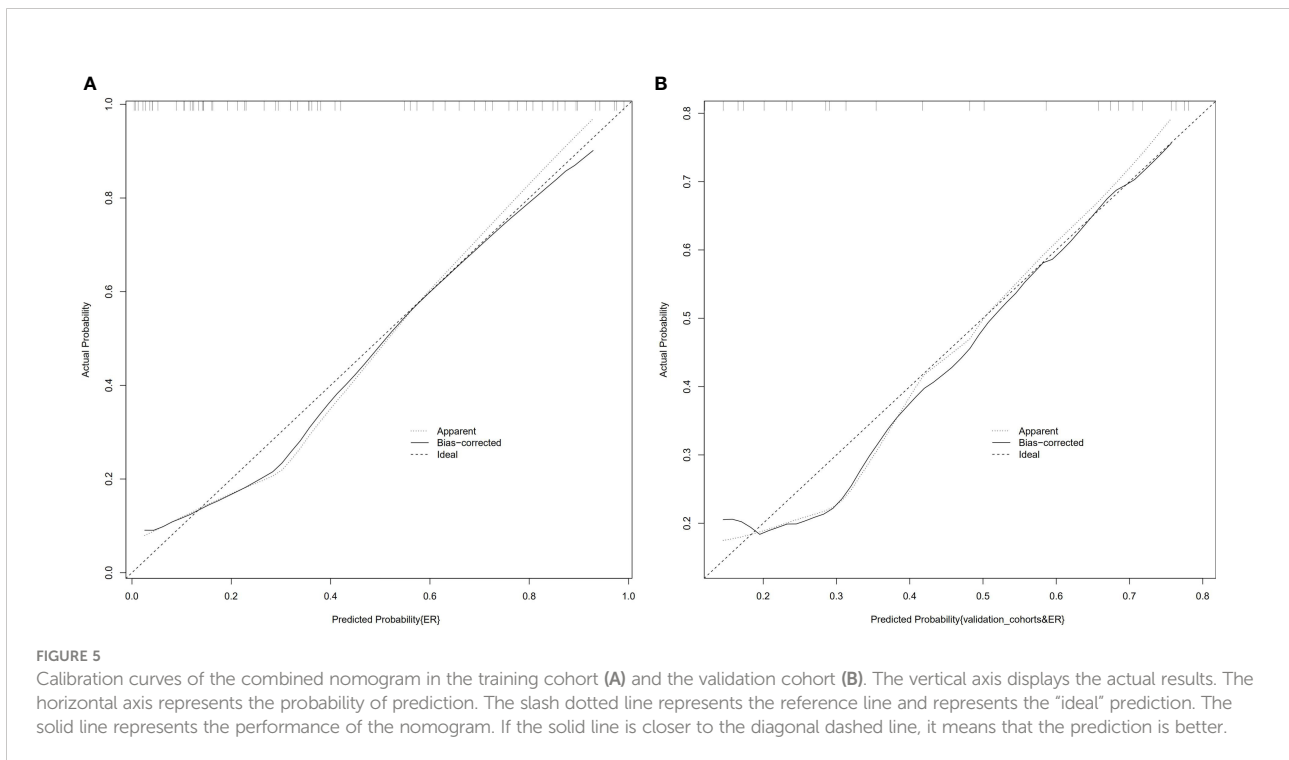 A
B
1.0
0.8
0.6
0.4
0.2
0.0
Actual Probability
Apparent
Bias−corrected
Ideal
0.0 0.2 0.4 0.6 0.8 1.0
Predicted Probability{ER}
0.8
0.7
0.6
0.5
0.4
0.3
0.2
Actual Probability
Apparent
Bias−corrected
Ideal
0.2 0.3 0.4 0.5 0.6 0.7 0.8
Predicted Probability{validation_cohorts&ER}
FIGURE 5
Calibration curves of the combined nomogram in the training cohort (A) and the validation cohort (B). The vertical axis displays the actual results. The
horizontal axis represents the probability of prediction. The slash dotted line represents the reference line and represents the “ideal” prediction. The
solid line represents the performance of the nomogram. If the solid line is closer to the diagonal dashed line, it means that the prediction is better.